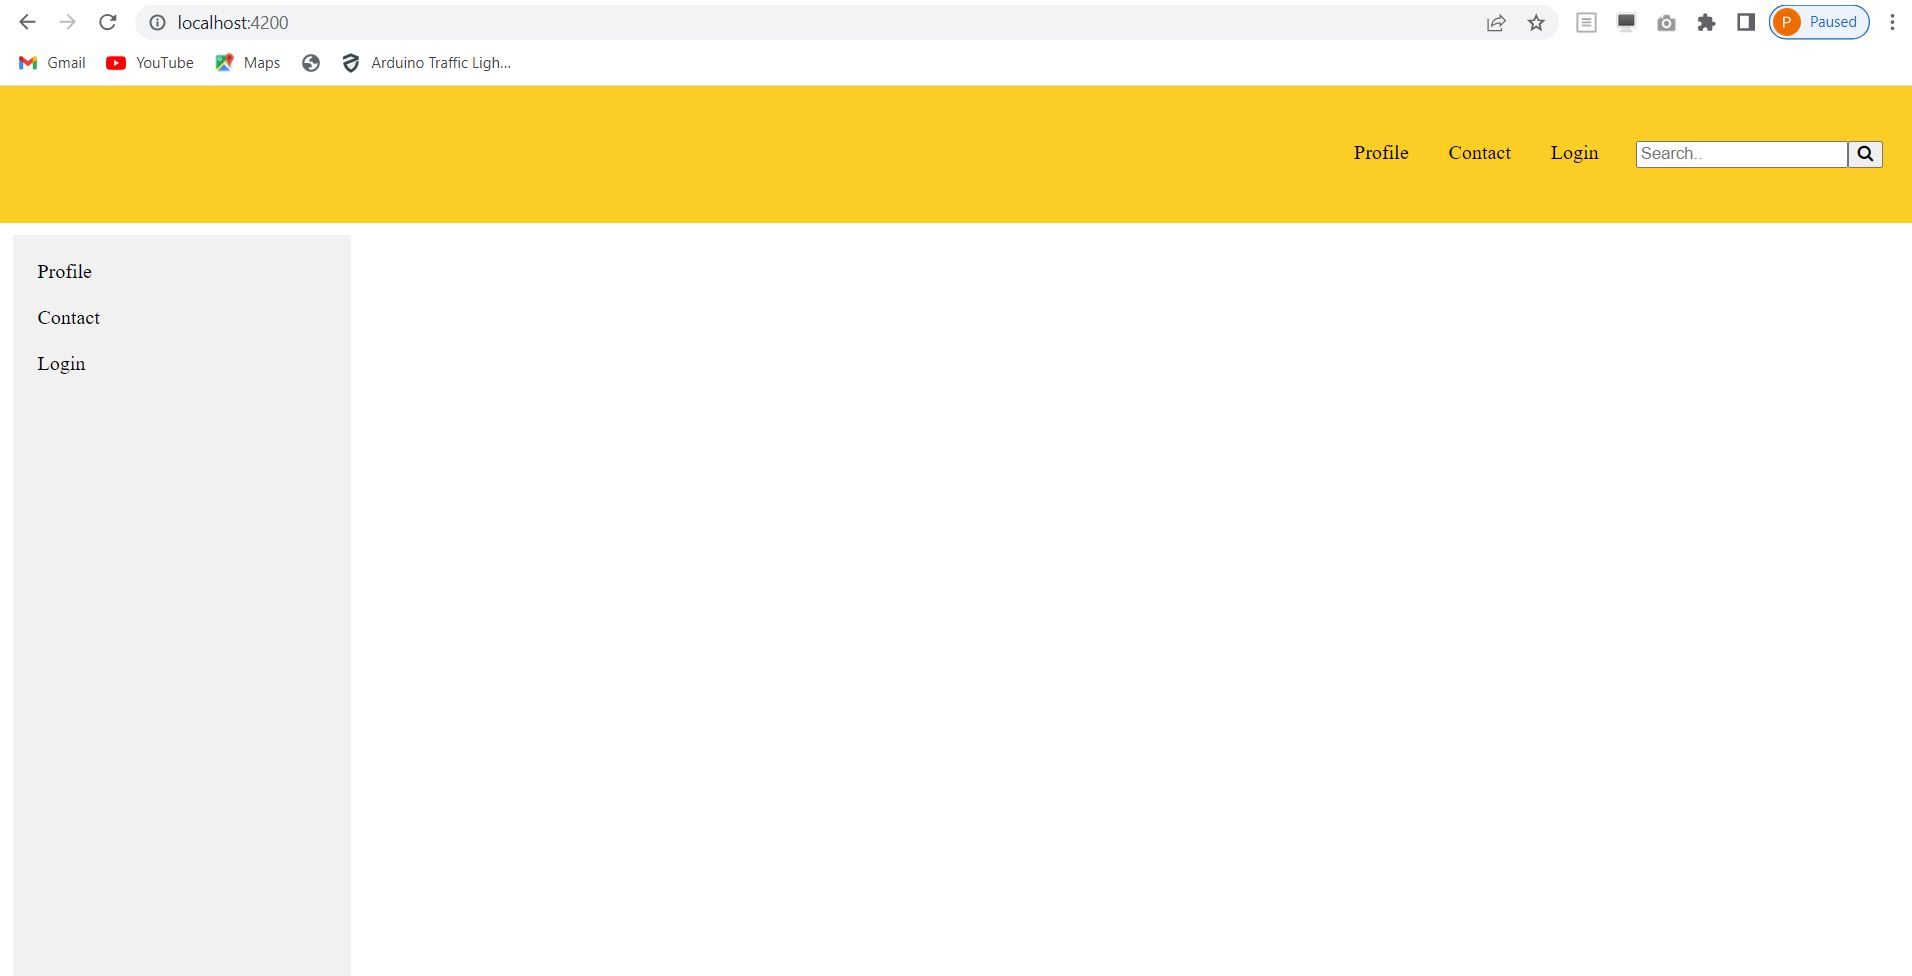 localhost:4200
P Paused
Gmail YouTube Maps Arduino Traffic Ligh...
Profile Contact Login Search..
Profile
Contact
Login